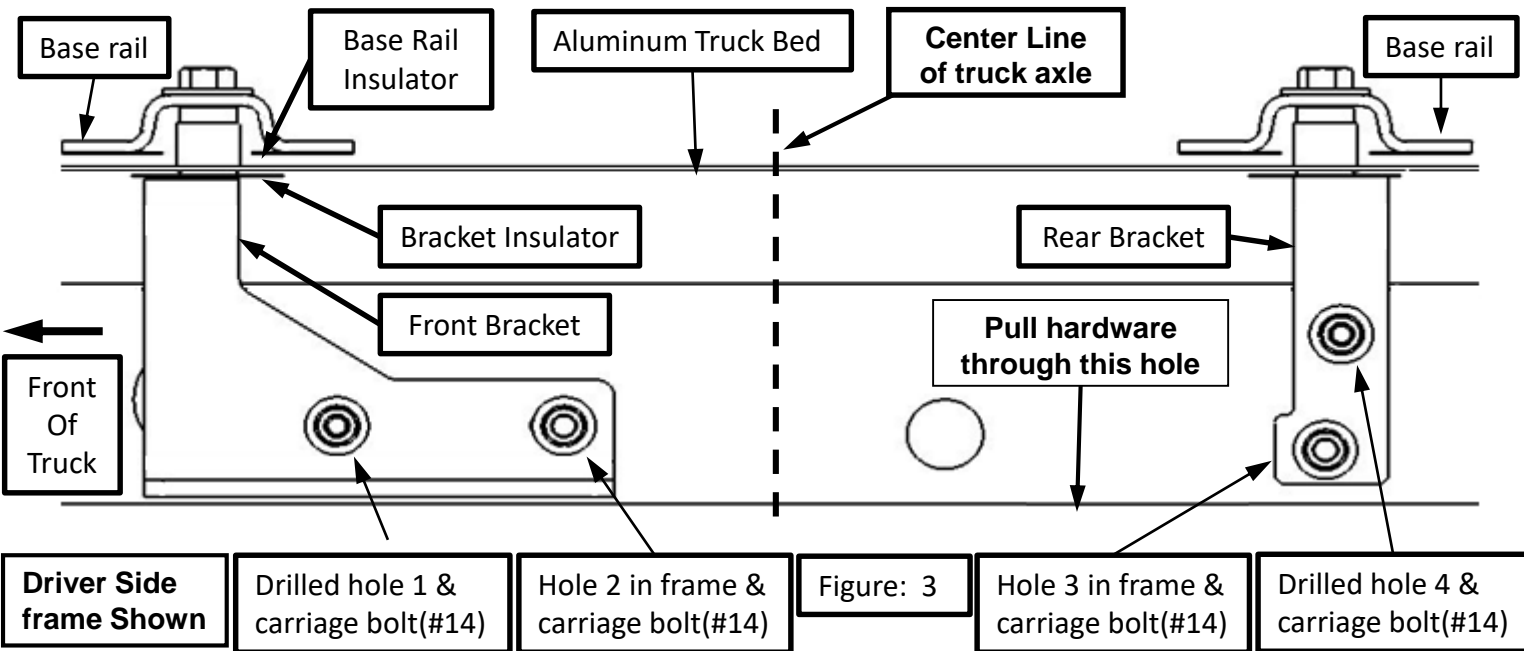 Base rail
Base Rail
Insulator
Aluminum Truck Bed
Center Line
of truck axle
Base rail
Bracket Insulator
Rear Bracket
Front Bracket
Pull hardware
through this hole
Front
Of
Truck
Driver Side
frame Shown
Drilled hole 1 &
carriage bolt(#14)
Hole 2 in frame &
carriage bolt(#14)
Figure: 3
Hole 3 in frame &
carriage bolt(#14)
Drilled hole 4 &
carriage bolt(#14)